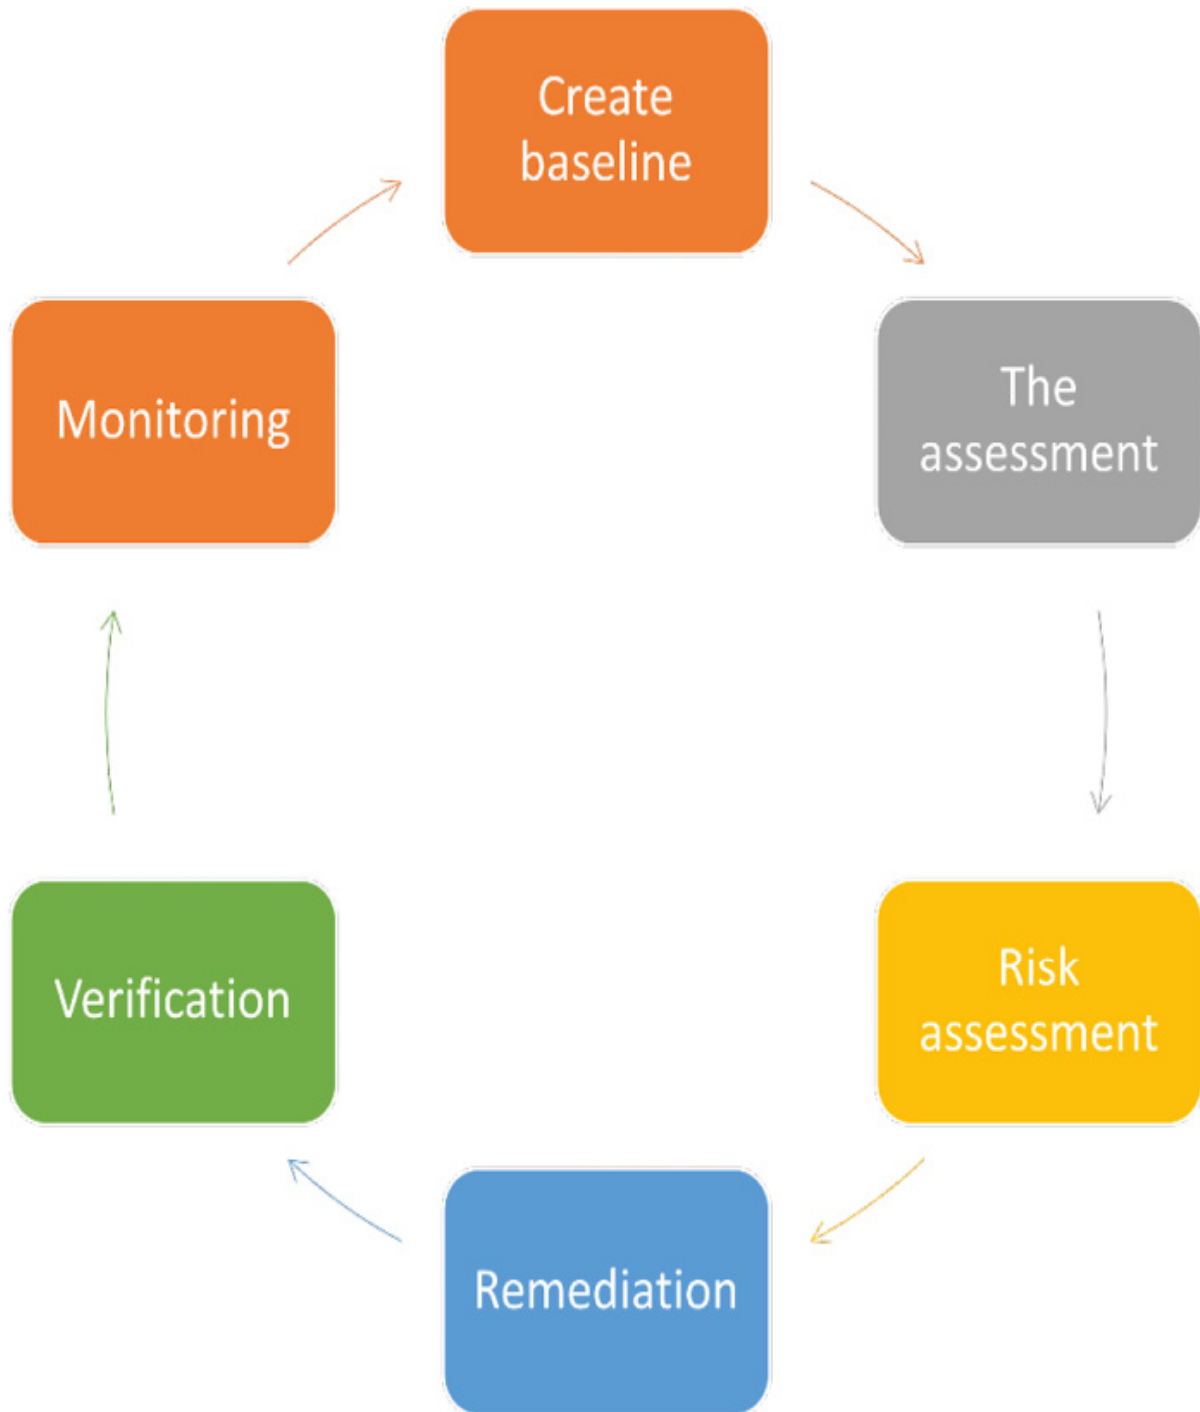 Create
baseline
The
assessment
Risk
assessment
Remediation
Verification
Monitoring